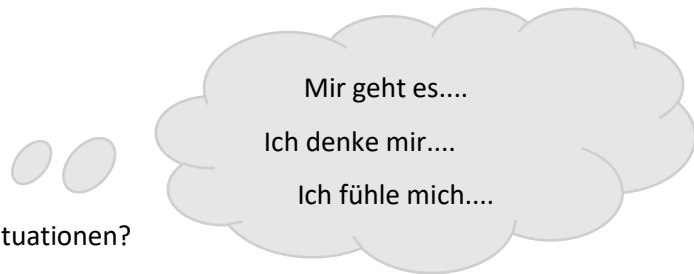 Mir geht es....
Ich denke mir....
Ich fühle mich....
tuationen?